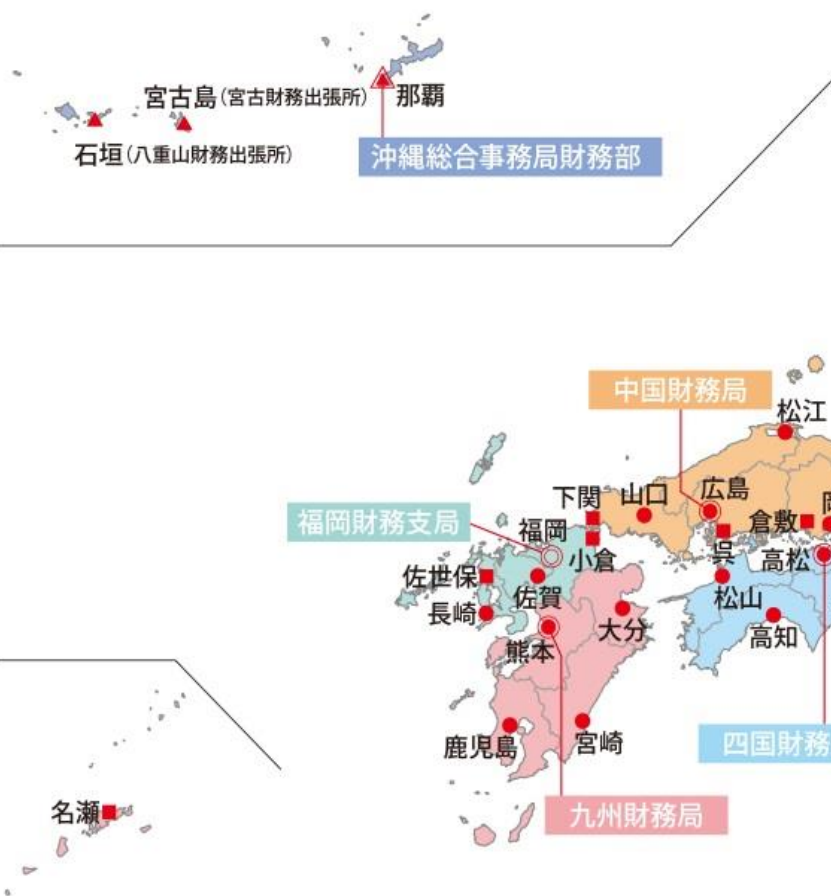 宮古島(宮古財務出張所)
那覇
石垣(八重山財務出張所)
沖縄総合事務局財務部
中国財務局
松江
下関
山口
広島
福岡財務支局
福岡
小倉
倉敷
呉
高松
佐世保
佐賀
松山
長崎
大分
高知
熊本
鹿児島
宮崎
四国財務
名瀬
九州財務局